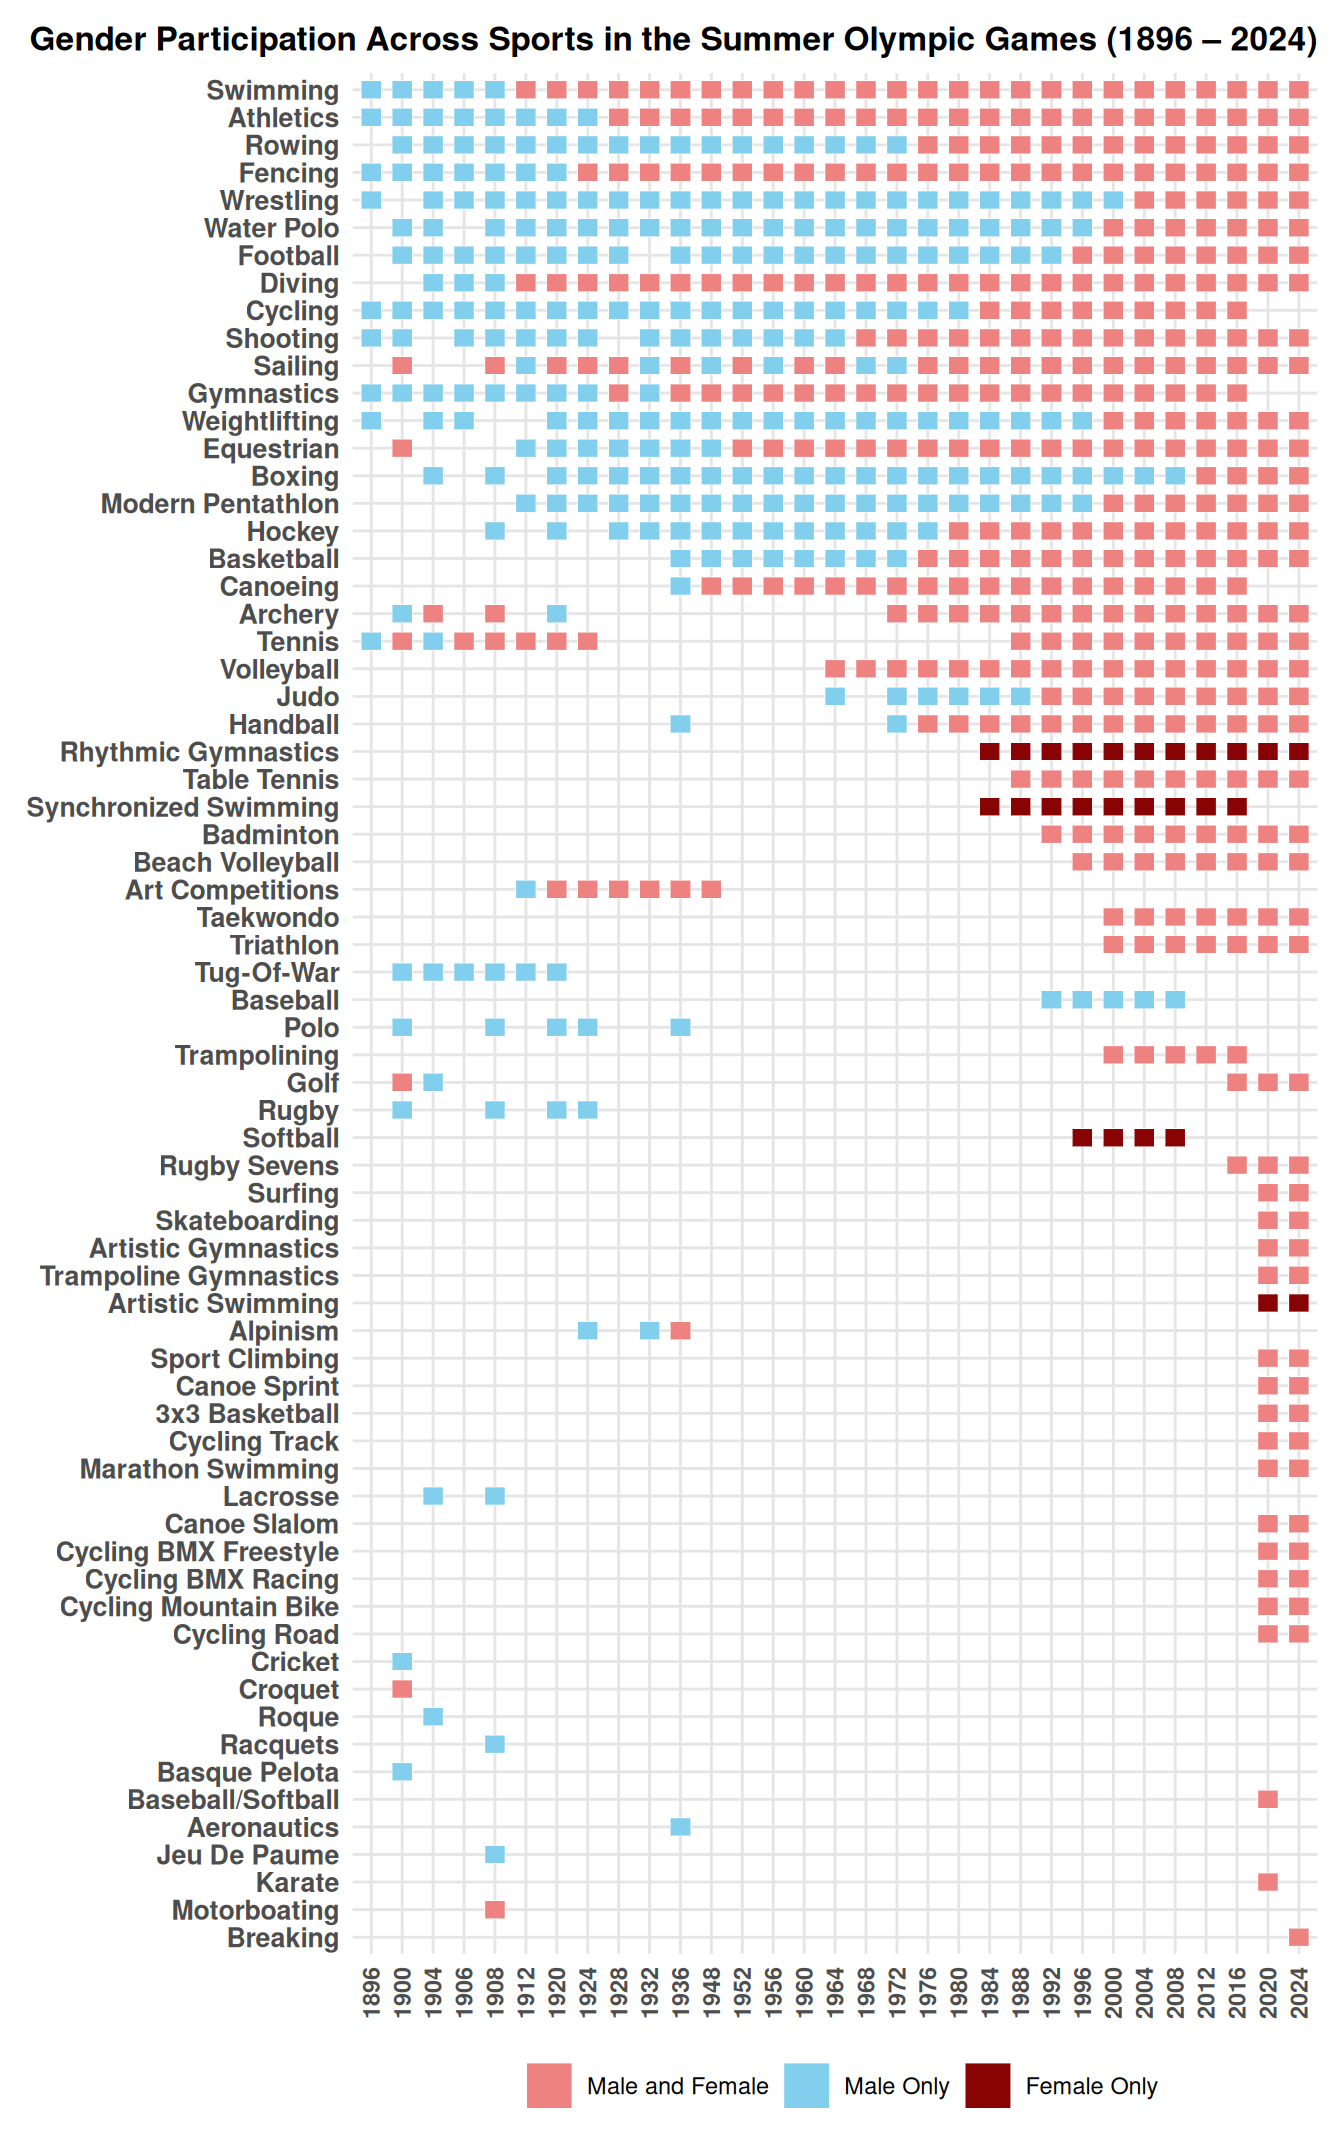 Gender Participation Across Sports in the Summer Olympic Games (1896 – 2024)
Swimming
Athletics
Rowing
Fencing
Wrestling
Water Polo
Football
Diving
Cycling
Shooting
Sailing
Gymnastics
Weightlifting
Equestrian
Boxing
Modern Pentathlon
Hockey
Basketball
Canoeing
Archery
Tennis
Volleyball
Judo
Handball
Rhythmic Gymnastics
Table Tennis
Synchronized Swimming
Badminton
Beach Volleyball
Art Competitions
Taekwondo
Triathlon
Tug-Of-War
Baseball
Polo
Trampolining
Golf
Rugby
Softball
Rugby Sevens
Surfing
Skateboarding
Artistic Gymnastics
Trampoline Gymnastics
Artistic Swimming
Alpinism
Sport Climbing
Canoe Sprint
3x3 Basketball
Cycling Track
Marathon Swimming
Lacrosse
Canoe Slalom
Cycling BMX Freestyle
Cycling BMX Racing
Cycling Mountain Bike
Cycling Road
Cricket
Croquet
Roque
Racquets
Basque Pelota
Baseball/Softball
Aeronautics
Jeu De Paume
Karate
Motorboating
Breaking
1896 1900 1904 1906 1908 1912 1920 1924 1928 1932 1936 1948 1952 1956 1960 1964 1968 1972 1976 1980 1984 1988 1992 1996 2000 2004 2008 2012 2016 2020 2024
Male and Female Male Only Female Only